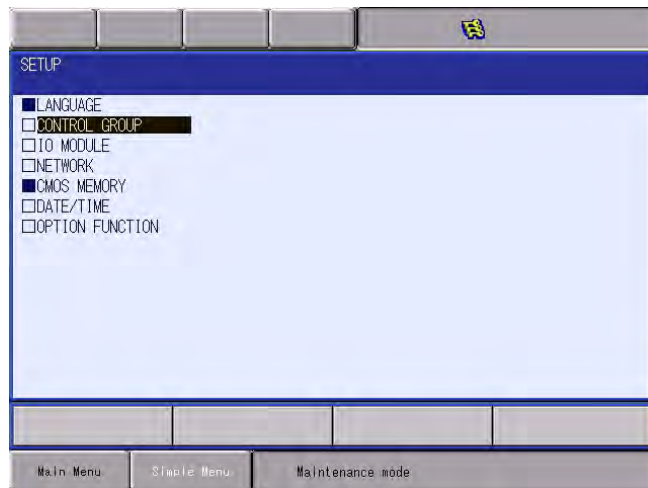 SETUP
LANGUAGE
CONTROL GROUP
IO MODULE
NETWORK
CMOS MEMORY
DATE/TIME
OPTION FUNCTION
Main Menu Simple Menu Maintenance mode